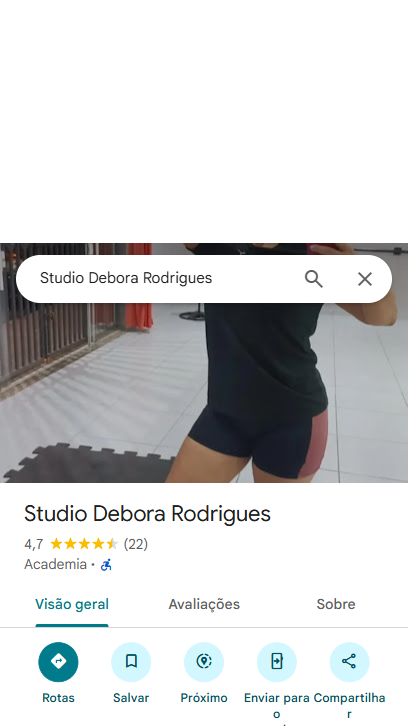 Studio Debora Rodrigues
Studio Debora Rodrigues
4,7 (22)
Academia ·
Visão geral Avaliações Sobre
Rotas Salvar Próximo Enviar para o Compartilhar